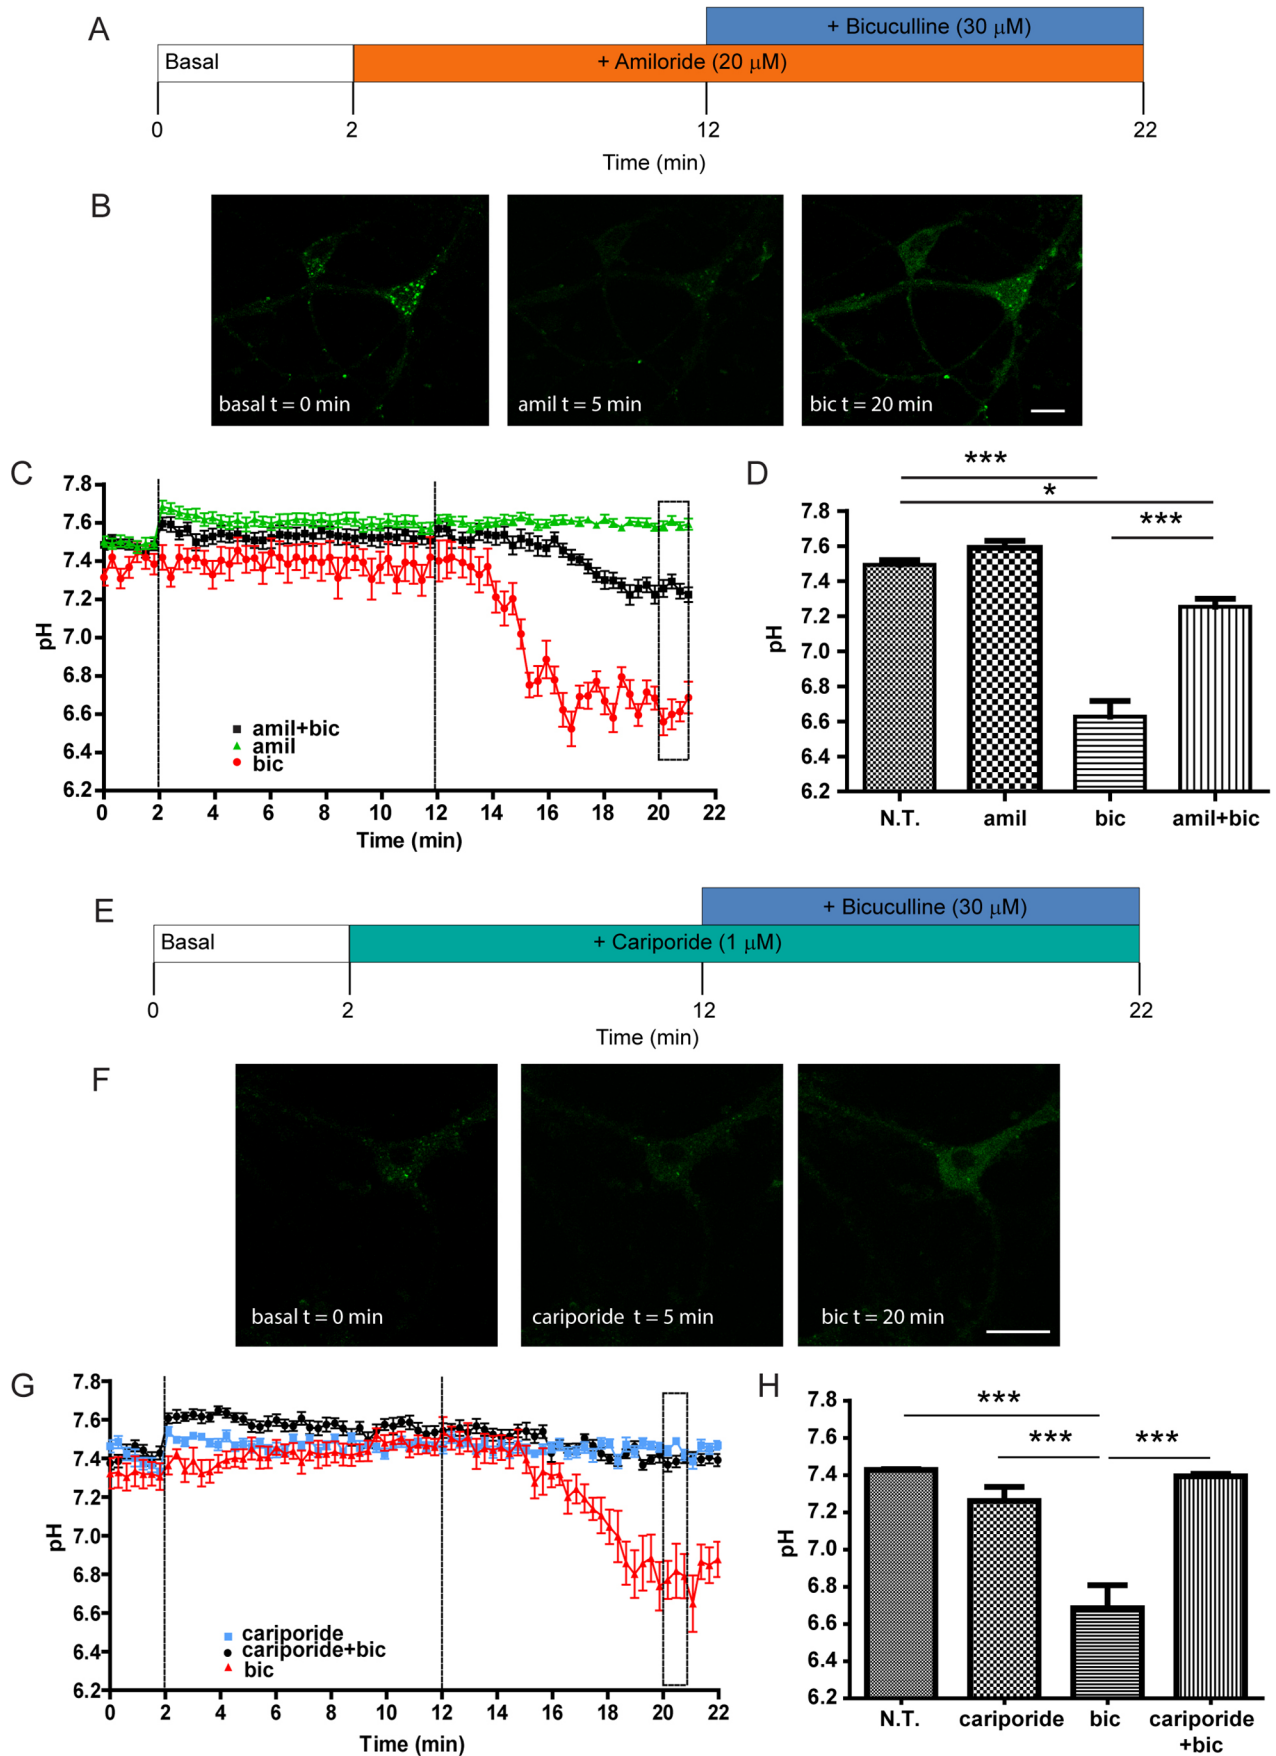 A
+ Bicuculline (30 μM)
Basal
+ Amiloride (20 μM)
0 2 12 22
Time (min)
B
basal t = 0 min
amil t = 5 min
bic t = 20 min
C
7.8
7.6
7.4
7.2
7.0
6.8
6.6
6.4
6.2
pH
amil+bic
amil
bic
0 2 4 6 8 10 12 14 16 18 20 22
Time (min)
D
***
*
***
7.8
7.6
7.4
7.2
7.0
6.8
6.6
6.4
6.2
pH
N.T. amil bic amil+bic
E
+ Bicuculline (30 μM)
Basal
+ Cariporide (1 μM)
0 2 12 22
Time (min)
F
basal t = 0 min
cariporide t = 5 min
bic t = 20 min
G
7.8
7.6
7.4
7.2
7.0
6.8
6.6
6.4
6.2
pH
cariporide
cariporide+bic
bic
0 2 4 6 8 10 12 14 16 18 20 22
Time (min)
H
***
*** ***
7.8
7.6
7.4
7.2
7.0
6.8
6.6
6.4
6.2
pH
N.T. cariporide bic cariporide
+bic